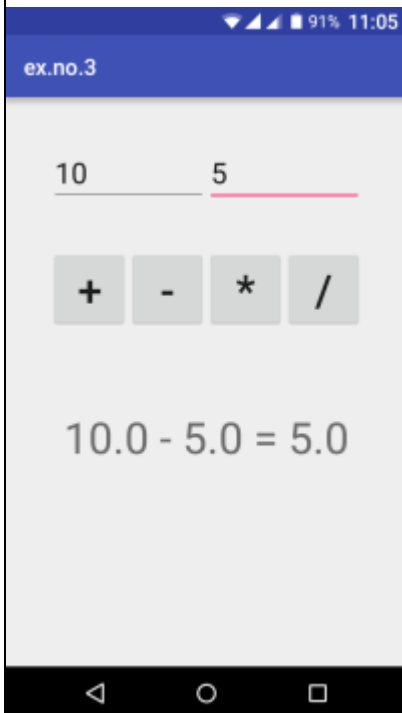 91% 11:05
ex.no.3
10 5
+ - * /
10.0 - 5.0 = 5.0